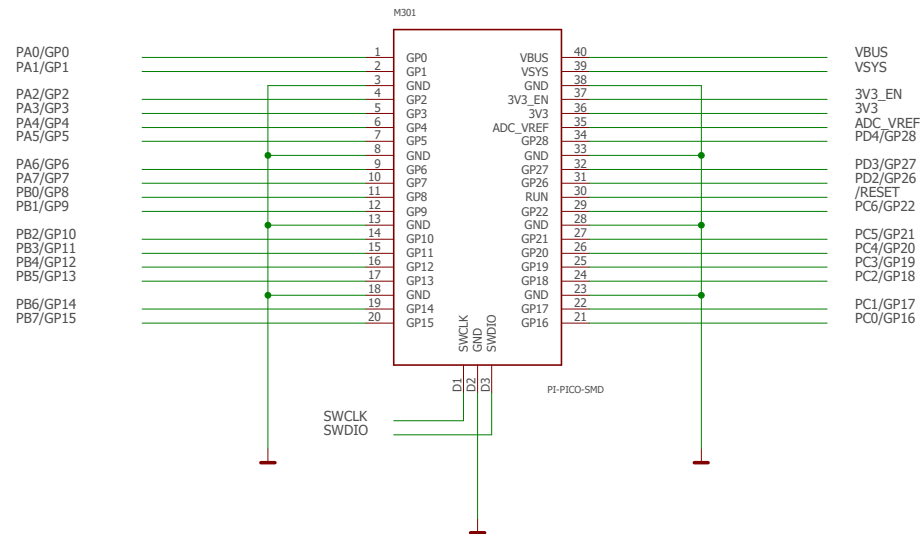 M301
PA0/GP0 1 GP0 VBUS 40 VBUS
PA1/GP1 2 GP1 VSYS 39 VSYS
3 GND GND 38
PA2/GP2 4 GP2 3V3_EN 37 3V3_EN
PA3/GP3 5 GP3 3V3 36 3V3
PA4/GP4 6 GP4 ADC_VREF 35 ADC_VREF
PA5/GP5 7 GP5 GP28 34 PD4/GP28
8 GND GND 33
PA6/GP6 9 GP6 GP27 32 PD3/GP27
PA7/GP7 10 GP7 GP26 31 PD2/GP26
PB0/GP8 11 GP8 RUN 30 /RESET
PB1/GP9 12 GP9 GP22 29 PC6/GP22
13 GND GND 28
PB2/GP10 14 GP10 GP21 27 PC5/GP21
PB3/GP11 15 GP11 GP20 26 PC4/GP20
PB4/GP12 16 GP12 GP19 25 PC3/GP19
PB5/GP13 17 GP13 GP18 24 PC2/GP18
18 GND GND 23
PB6/GP14 19 GP14 GP17 22 PC1/GP17
PB7/GP15 20 GP15 GP16 21 PC0/GP16
SWCLK GND SWDIO
D1 D2 D3
PI-PICO-SMD
SWCLK
SWDIO